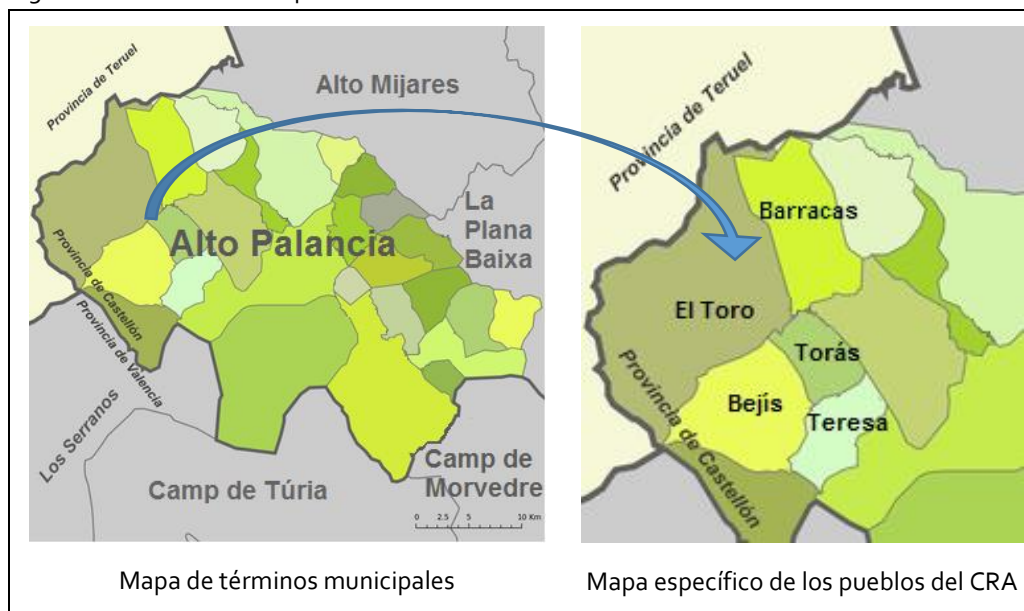 Provincia de Teruel
Alto Mijares
La
Plana
Baixa
Alto Palancia
Provincia de Castellón
Provincia de Valencia
Los Serranos
Camp de Túria
Camp de
Morvedre
0 2.5 5 10 Km
Provincia de Teruel
Barracas
El Toro
Torás
Bejís
Teresa
Provincia de Castellón
Mapa de términos municipales
Mapa específico de los pueblos del CRA